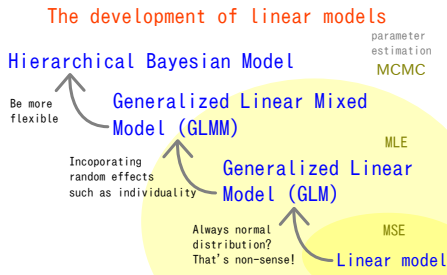 The development of linear models
parameter
estimation
MCMC
Hierarchical Bayesian Model
Be more
flexible
Generalized Linear Mixed
Model (GLMM)
MLE
Incoporating
random effects
such as individuality
Generalized Linear
Model (GLM)
Always normal
distribution?
That's non-sense!
MSE
Linear model